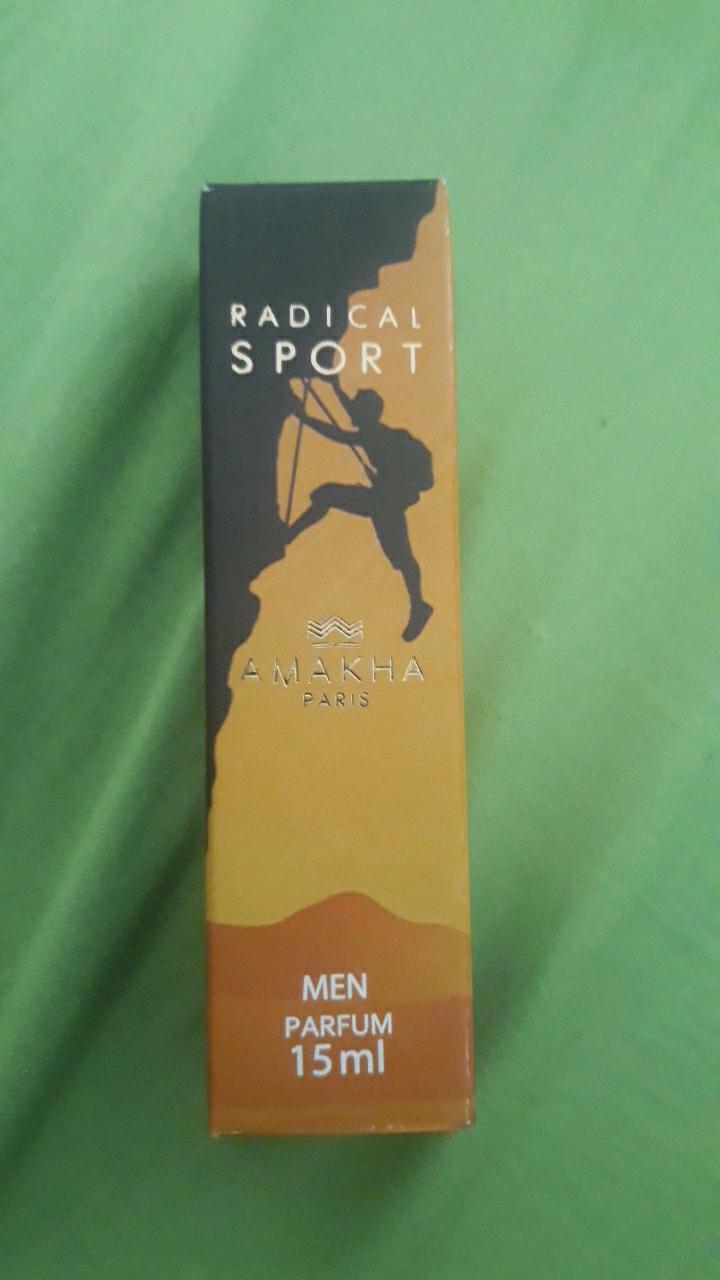 RADICAL
SPORT
AMAKHA
PARIS
MEN
PARFUM
15ml